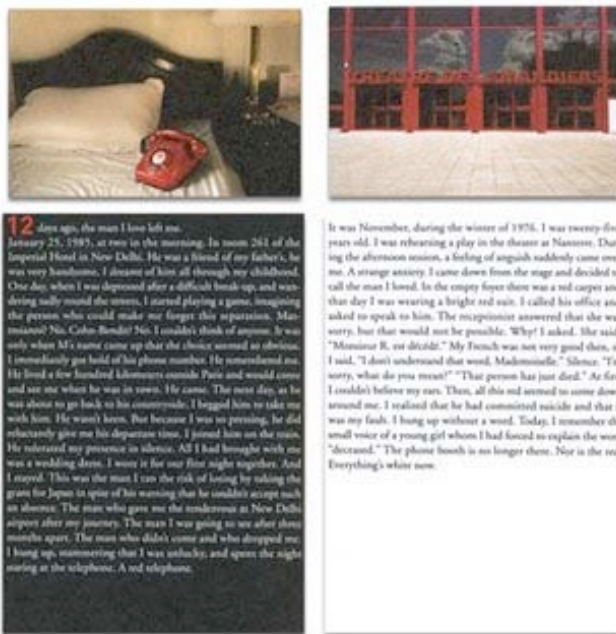 THEATRE DES AMANDIERS
12 days ago, the man I love left me.
January 25, 1985, at two in the morning. In room 261 of the
Imperial Hotel in New Delhi. He was a friend of my father's, he
was very handsome, I dreamt of him all through my childhood.
One day, when I was depressed after a difficult break-up, and wan-
dering sadly round the streets, I started playing a game, imagining
the person who could make me forget this separation.
No. Cohn-Bendit? No. I couldn't think of anyone. It was
only when M's name came up that the choice seemed so obvious.
I immediately got hold of his phone number. He remembered me.
He lived a few hundred kilometers outside Paris and would come
and see me when he was in town. He came. The next day, as he
was about to go back to his countryside, I begged him to take me
with him. He wasn't keen. But because I was so pressing, he did
reluctantly give me his departure time. I joined him on the train.
He tolerated my presence in silence. All I had brought with me
was a wedding dress. I wore it for our first night together. And
I stayed. This was the man I ran the risk of losing by taking the
grant for Japan in spite of his warning that he couldn't accept such
an absence. The man who gave me the rendezvous at New Delhi
airport after my journey. The man I was going to see after three
months apart. The man who didn't come and who dropped me.
I hung up, stammering that I was unlucky, and spent the night
staring at the telephone. A red telephone.
It was November, during the winter of 1976. I was twenty-five
years old. I was rehearsing a play in the theater at Nanterre. Dur-
ing the afternoon session, a feeling of anguish suddenly came over
me. A strange anxiety. I came down from the stage and decided to
call the man I loved. In the empty foyer there was a red carpet and
that day I was wearing a bright red suit. I called his office and
asked to speak to him. The receptionist answered that she was
sorry, but that would not be possible. Why? I asked. She said,
"Monsieur R. est décédé." My French was not very good then, so
I said, "I don't understand that word, Mademoiselle." Silence. "I'm
sorry, what do you mean?" "That person has just died." At first
I couldn't believe my ears. Then, all this red seemed to come down
around me. I realized that he had committed suicide and that it
was my fault. I hung up without a word. Today, I remember the
small voice of a young girl whom I had forced to explain the word
"deceased." The phone booth is no longer there. Nor is the red.
Everything's white now.